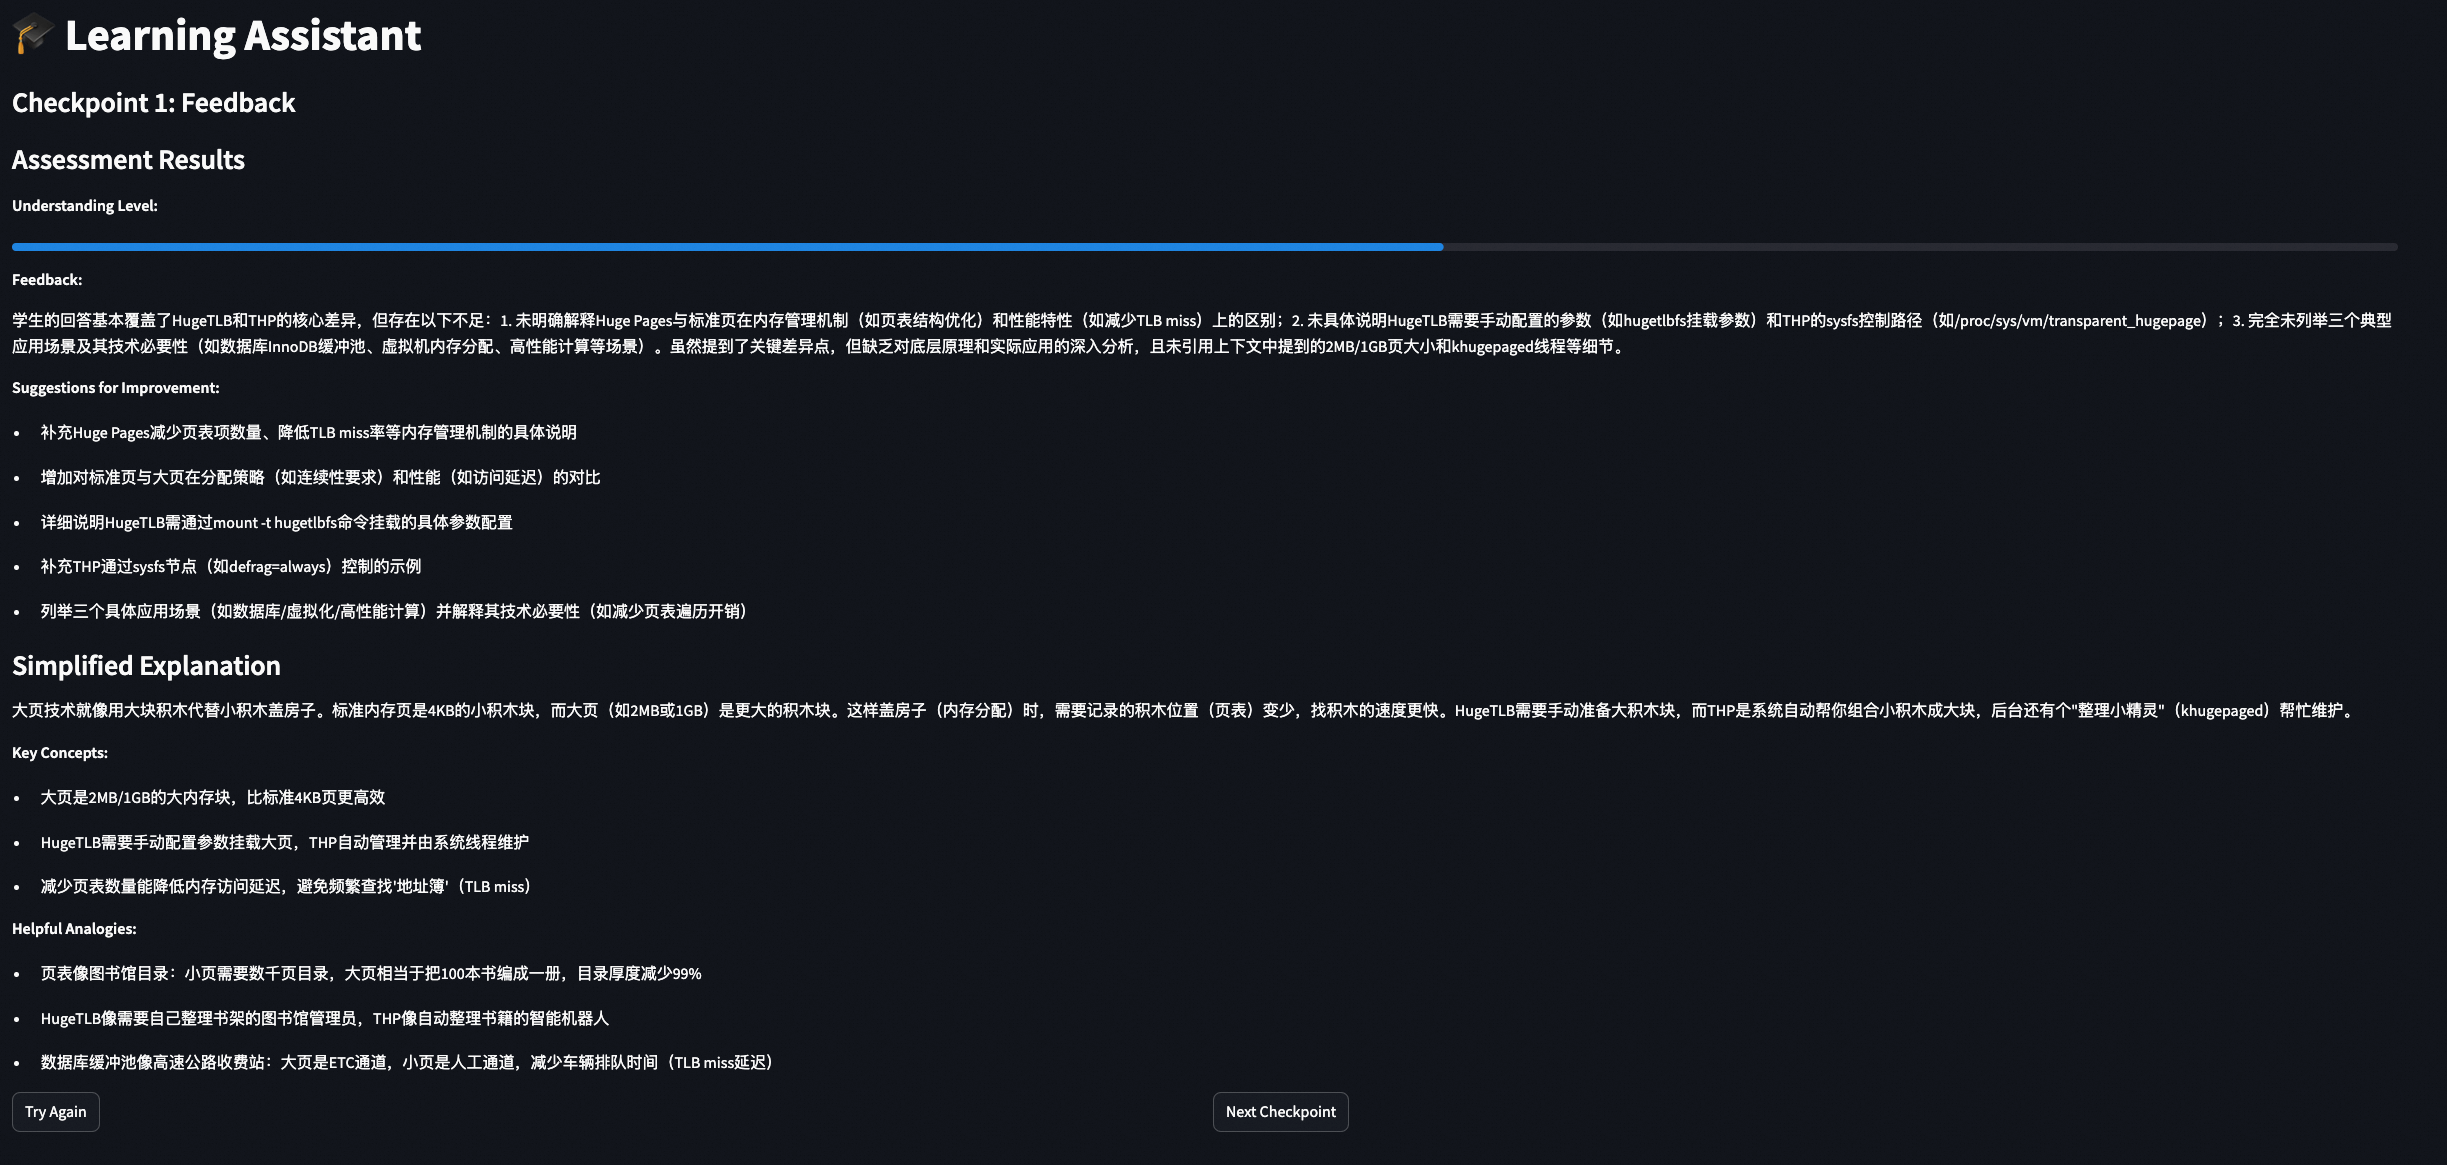 Learning Assistant
Checkpoint 1: Feedback
Assessment Results
Understanding Level:
Feedback:
学生的回答基本覆盖了HugeTLB和THP的核心差异，但存在以下不足：1. 未明确解释Huge Pages与标准页在内存管理机制（如页表结构优化）和性能特性（如减少TLB miss）上的区别；2. 未具体说明HugeTLB需要手动配置的参数（如hugetlbfs挂载参数）和THP的sysfs控制路径（如/proc/sys/vm/transparent_hugepage）；3. 完全未列举三个典型
应用场景及其技术必要性（如数据库InnoDB缓冲池、虚拟机内存分配、高性能计算等场景）。虽然提到了关键差异点，但缺乏对底层原理和实际应用的深入分析，且未引用上下文中提到的2MB/1GB页大小和khugepaged线程等细节。
Suggestions for Improvement:
• 补充Huge Pages减少页表项数量、降低TLB miss率等内存管理机制的具体说明
• 增加对标准页与大页在分配策略（如连续性要求）和性能（如访问延迟）的对比
• 详细说明HugeTLB需通过mount -t hugetlbfs命令挂载的具体参数配置
• 补充THP通过sysfs节点（如defrag=always）控制的示例
• 列举三个具体应用场景（如数据库/虚拟化/高性能计算）并解释其技术必要性（如减少页表遍历开销）
Simplified Explanation
大页技术就像用大块积木代替小积木盖房子。标准内存页是4KB的小积木块，而大页（如2MB或1GB）是更大的积木块。这样盖房子（内存分配）时，需要记录的积木位置（页表）变少，找积木的速度更快。HugeTLB需要手动准备大积木块，而THP是系统自动帮你组合小积木成大块，后台还有个"整理小精灵"（khugepaged）帮忙维护。
Key Concepts:
• 大页是2MB/1GB的大内存块，比标准4KB页更高效
• HugeTLB需要手动配置参数挂载大页，THP自动管理并由系统线程维护
• 减少页表数量能降低内存访问延迟，避免频繁查找'地址簿'（TLB miss）
Helpful Analogies:
• 页表像图书馆目录：小页需要数千页目录，大页相当于把100本书编成一册，目录厚度减少99%
• HugeTLB像需要自己整理书架的图书馆管理员，THP像自动整理书籍的智能机器人
• 数据库缓冲池像高速公路收费站：大页是ETC通道，小页是人工通道，减少车辆排队时间（TLB miss延迟）
Try Again
Next Checkpoint